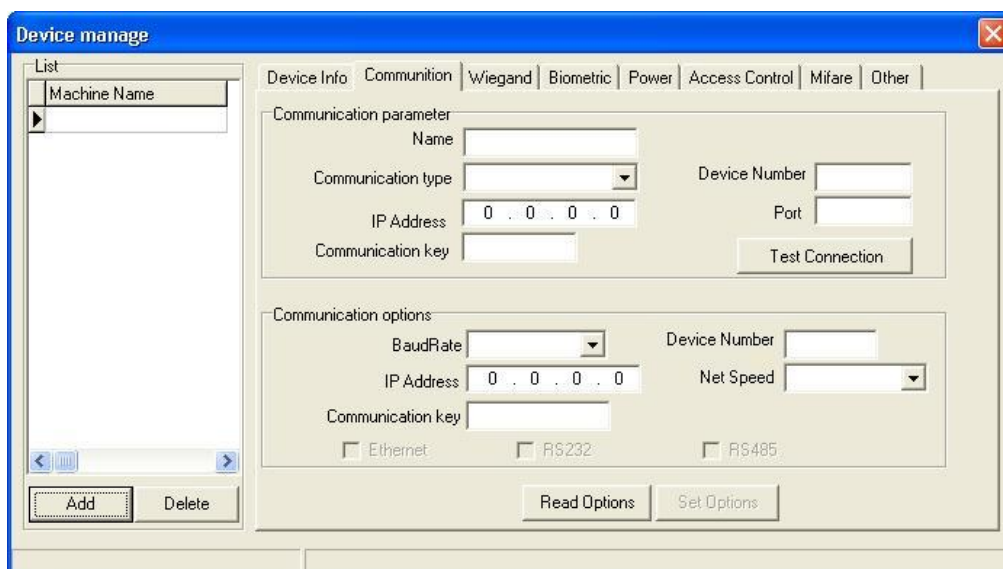 Device manage
List
Machine Name
Device Info Communition Wiegand Biometric Power Access Control Mifare Other
Communication parameter
Name
Communication type Device Number
IP Address 0 . 0 . 0 . 0 Port
Communication key Test Connection
Communication options
BaudRate Device Number
IP Address 0 . 0 . 0 . 0 Net Speed
Communication key
Ethernet RS232 RS485
Add Delete Read Options Set Options